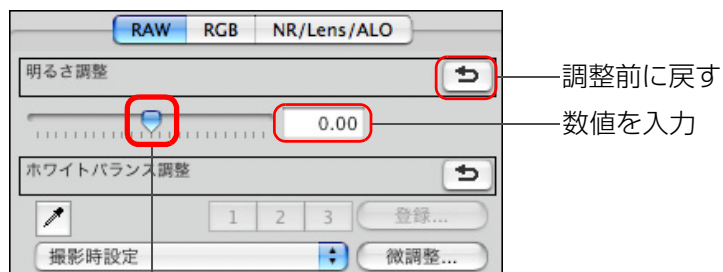 RAW RGB NR/Lens/ALO
明るさ調整
調整前に戻す
0.00
数値を入力
ホワイトバランス調整
1 2 3 登録...
撮影時設定 微調整...